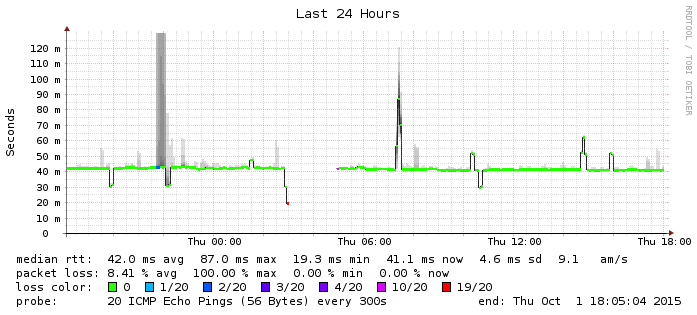 Last 24 Hours
RRDTOOL / TOBI OETIKER
Seconds
120 m
110 m
100 m
90 m
80 m
70 m
60 m
50 m
40 m
30 m
20 m
10 m
0
Thu 00:00 Thu 06:00 Thu 12:00 Thu 18:00
median rtt: 42.0 ms avg 87.0 ms max 19.3 ms min 41.1 ms now 4.6 ms sd 9.1 am/s
packet loss: 8.41 % avg 100.00 % max 0.00 % min 0.00 % now
loss color: 0 1/20 2/20 3/20 4/20 10/20 19/20
probe: 20 ICMP Echo Pings (56 Bytes) every 300s end: Thu Oct 1 18:05:04 2015